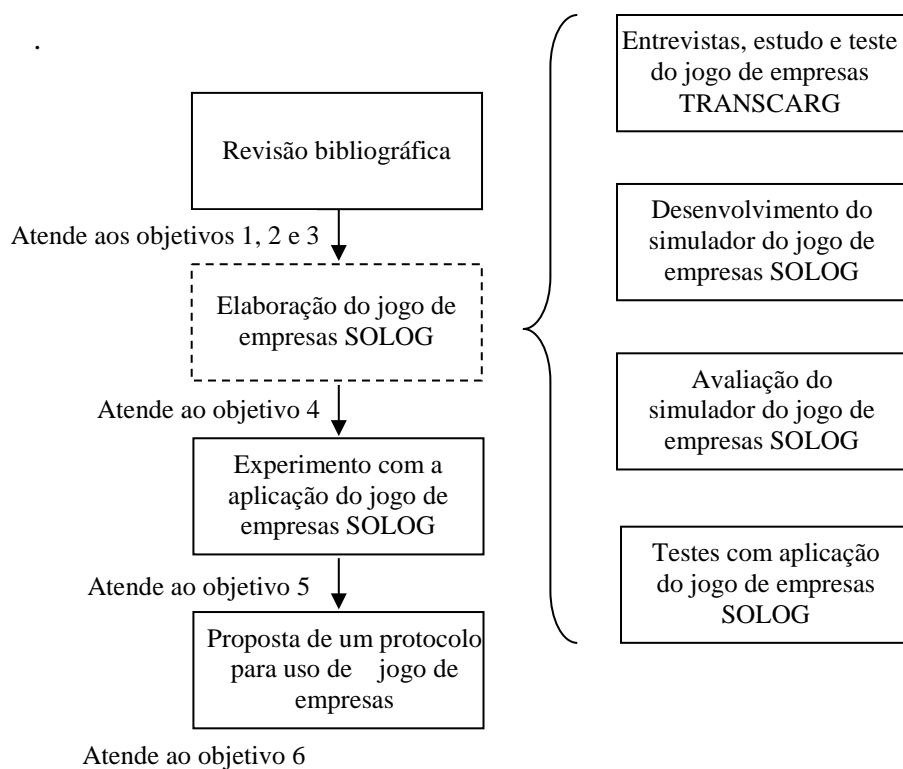 .
Revisão bibliográfica
Atende aos objetivos 1, 2 e 3
Elaboração do jogo de
empresas SOLOG
Atende ao objetivo 4
Experimento com a
aplicação do jogo de
empresas SOLOG
Atende ao objetivo 5
Proposta de um protocolo
para uso de jogo de
empresas
Atende ao objetivo 6
Entrevistas, estudo e teste
do jogo de empresas
TRANSCARG
Desenvolvimento do
simulador do jogo de
empresas SOLOG
Avaliação do
simulador do jogo de
empresas SOLOG
Testes com aplicação
do jogo de empresas
SOLOG